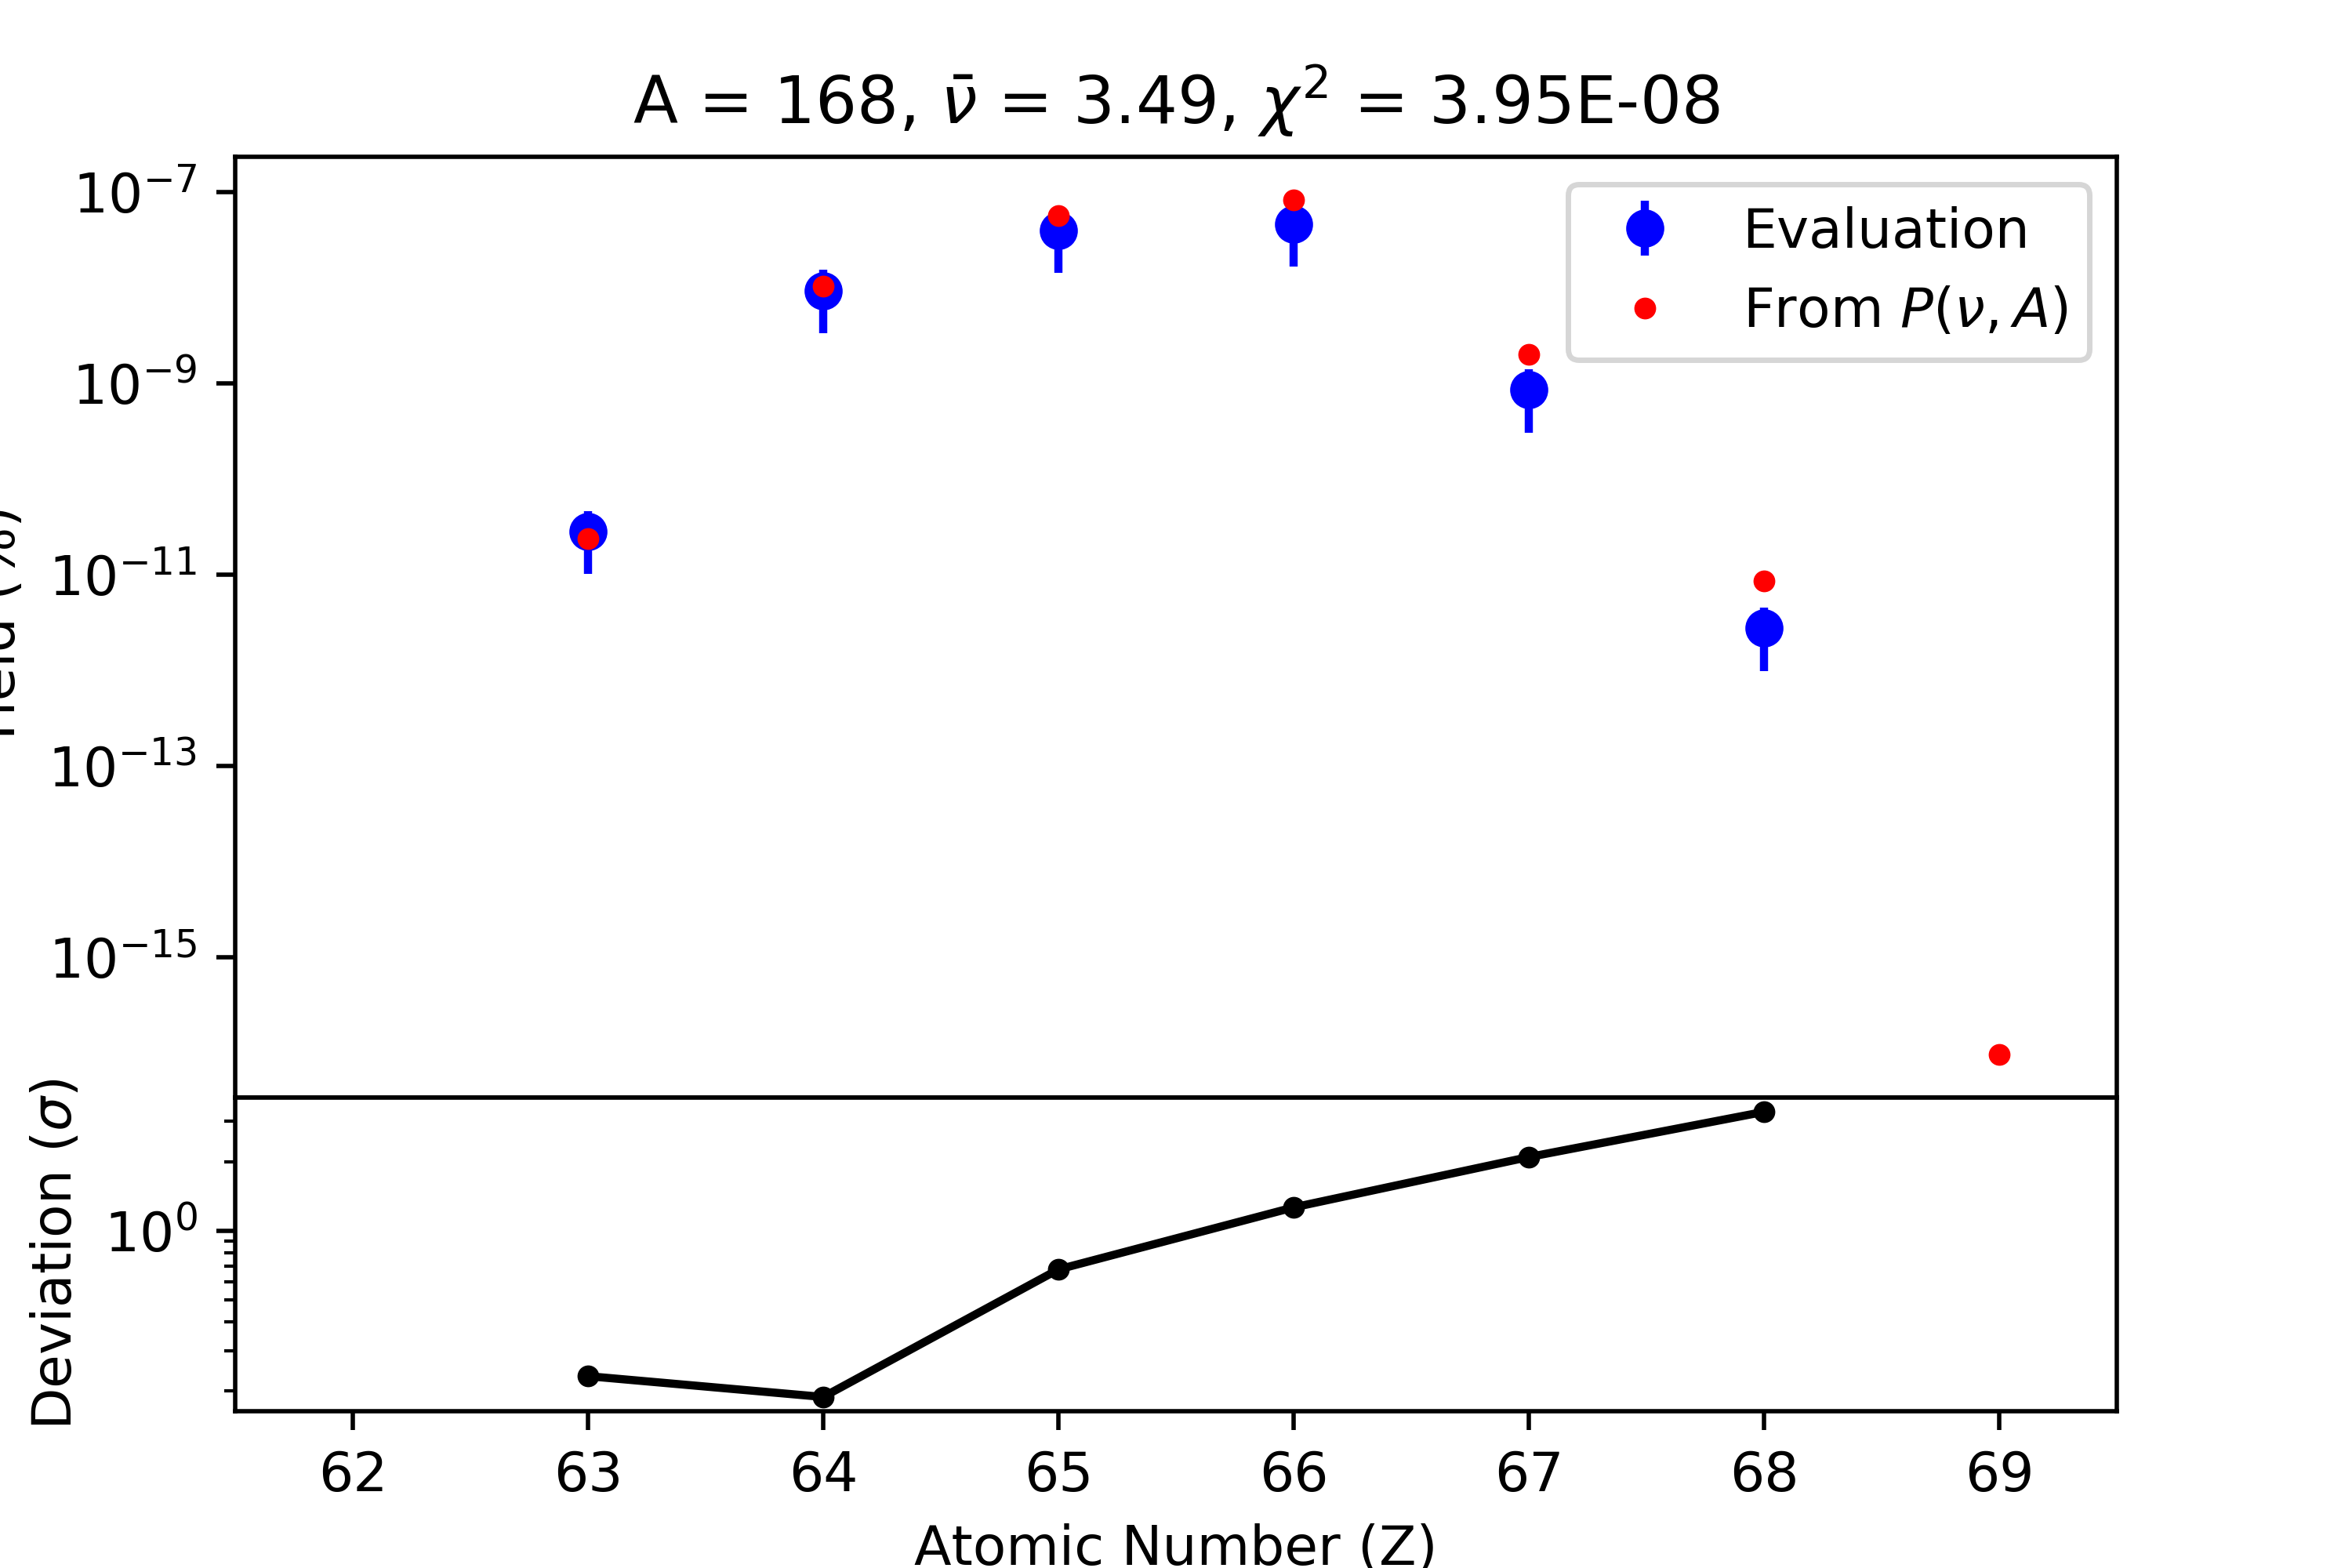 A = 168, ν̄ = 3.49, χ² = 3.95E-08
10⁻⁷
10⁻⁹
10⁻¹¹
10⁻¹³
10⁻¹⁵
(%)
Evaluation
From P(ν, A)
Deviation (σ)
10⁰
62 63 64 65 66 67 68 69
Atomic Number (Z)